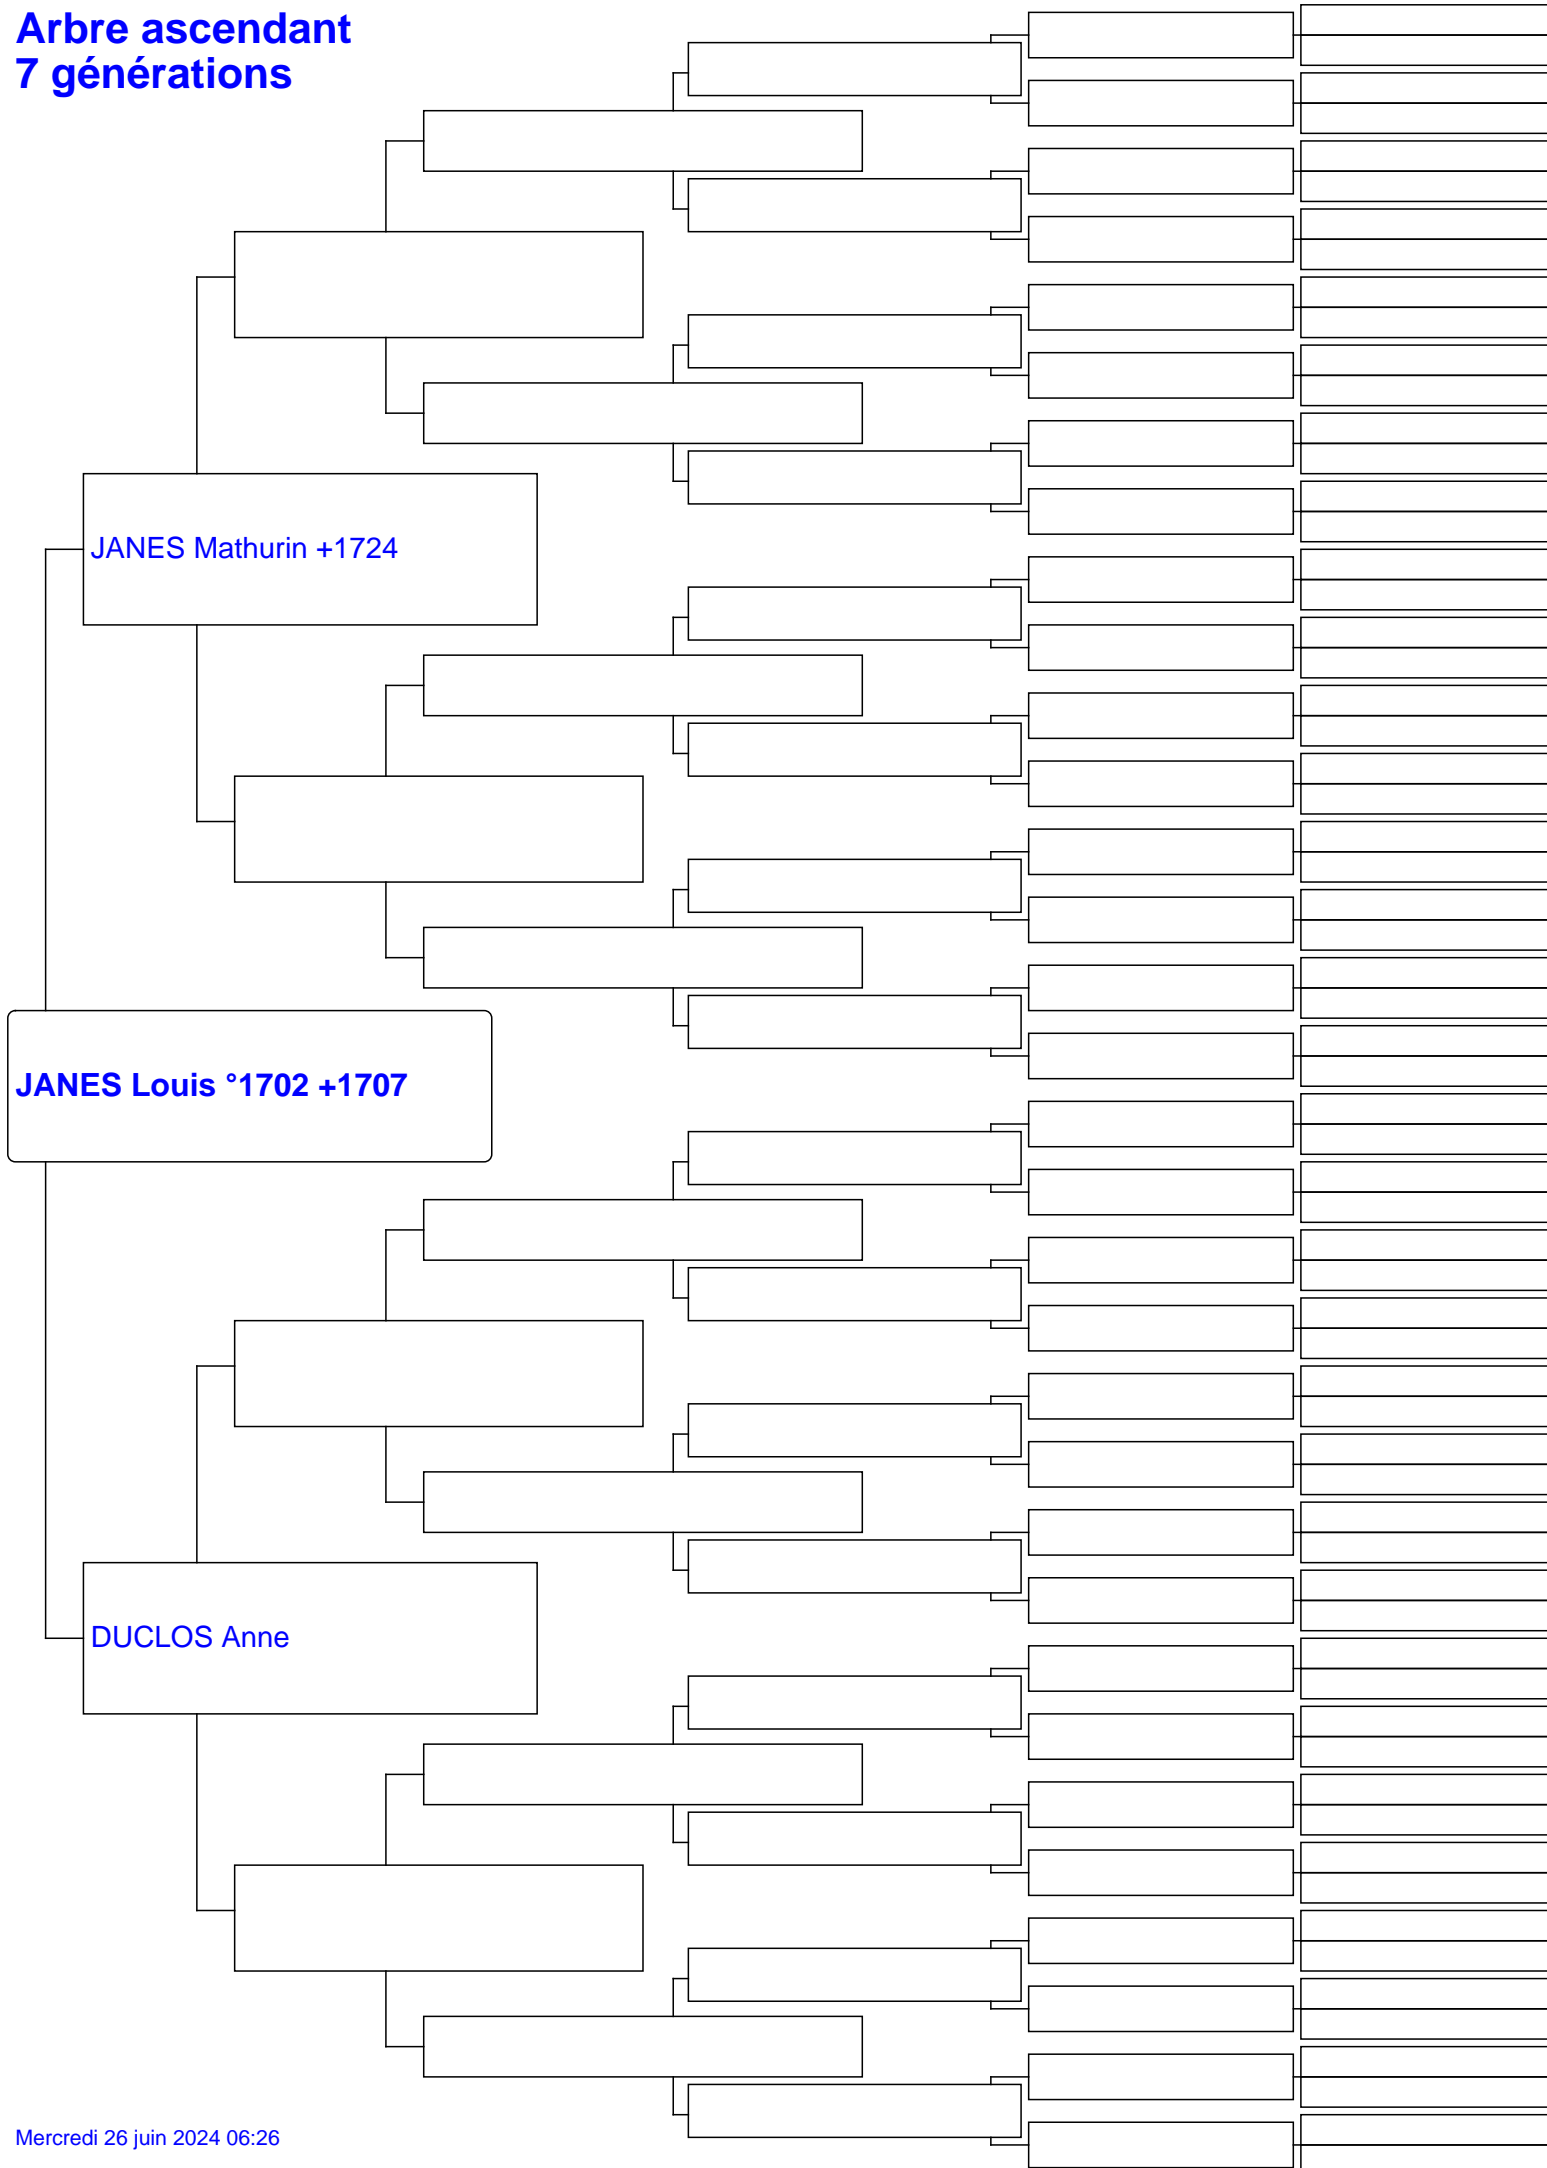 Arbre ascendant
7 générations
JANES Mathurin +1724
JANES Louis °1702 +1707
DUCLOS Anne
Mercredi 26 juin 2024 06:26